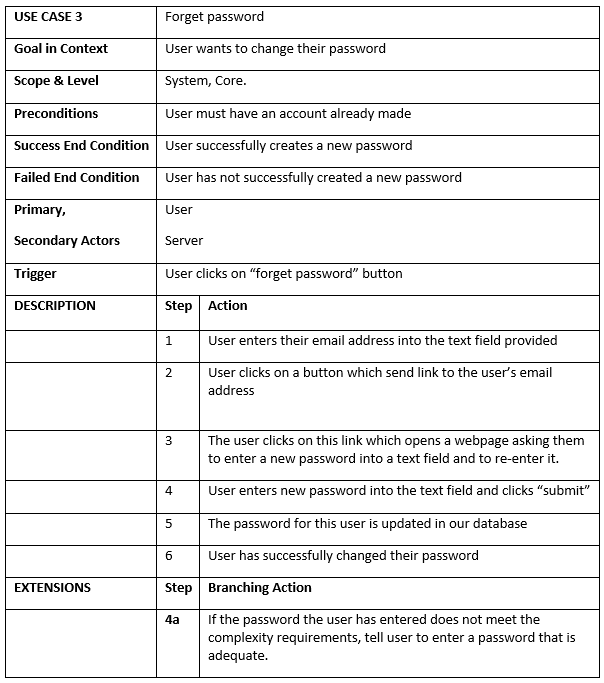 USE CASE 3 Forget password
Goal in Context User wants to change their password
Scope & Level System, Core.
Preconditions User must have an account already made
Success End Condition User successfully creates a new password
Failed End Condition User has not successfully created a new password
Primary, User
Secondary Actors Server
Trigger User clicks on “forget password” button
DESCRIPTION Step Action
1 User enters their email address into the text field provided
2 User clicks on a button which send link to the user’s email
address
3 The user clicks on this link which opens a webpage asking them
to enter a new password into a text field and to re-enter it.
4 User enters new password into the text field and clicks “submit”
5 The password for this user is updated in our database
6 User has successfully changed their password
EXTENSIONS Step Branching Action
4a If the password the user has entered does not meet the
complexity requirements, tell user to enter a password that is
adequate.